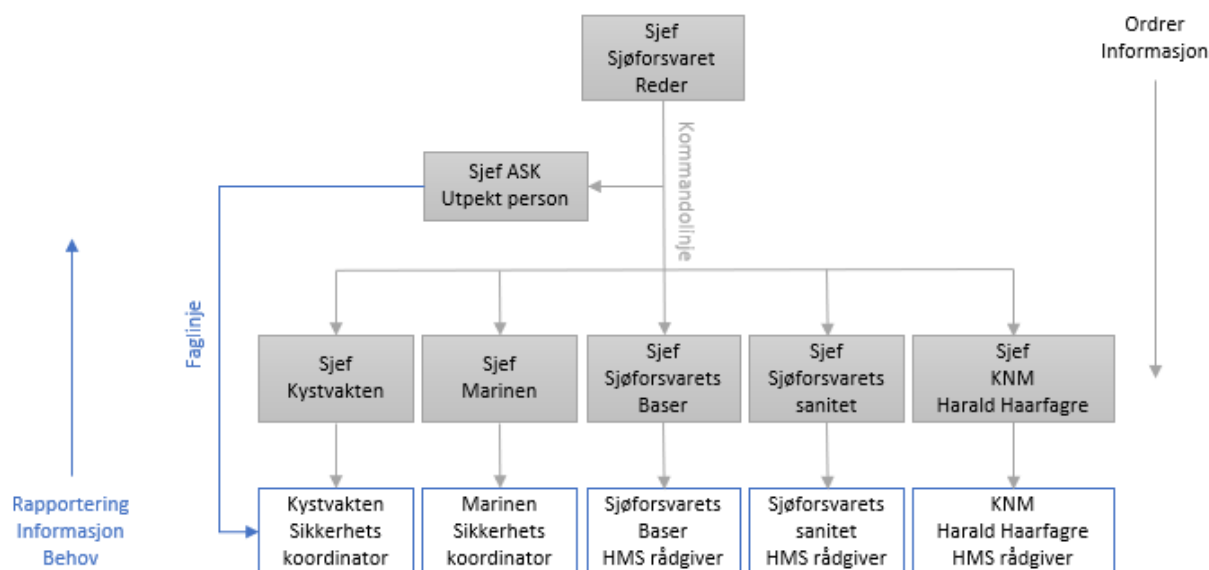 Sjef
Sjøforsvaret
Reder
Ordrer
Informasjon
Kommandolinje
Sjef ASK
Utpekt person
Faglinje
Sjef
Kystvakten
Sjef
Marinen
Sjef
Sjøforsvarets
Baser
Sjef
Sjøforsvarets
sanitet
Sjef
KNM
Harald Haarfagre
Rapportering
Informasjon
Behov
Kystvakten
Sikkerhets
koordinator
Marinen
Sikkerhets
koordinator
Sjøforsvarets
Baser
HMS rådgiver
Sjøforsvarets
sanitet
HMS rådgiver
KNM
Harald Haarfagre
HMS rådgiver